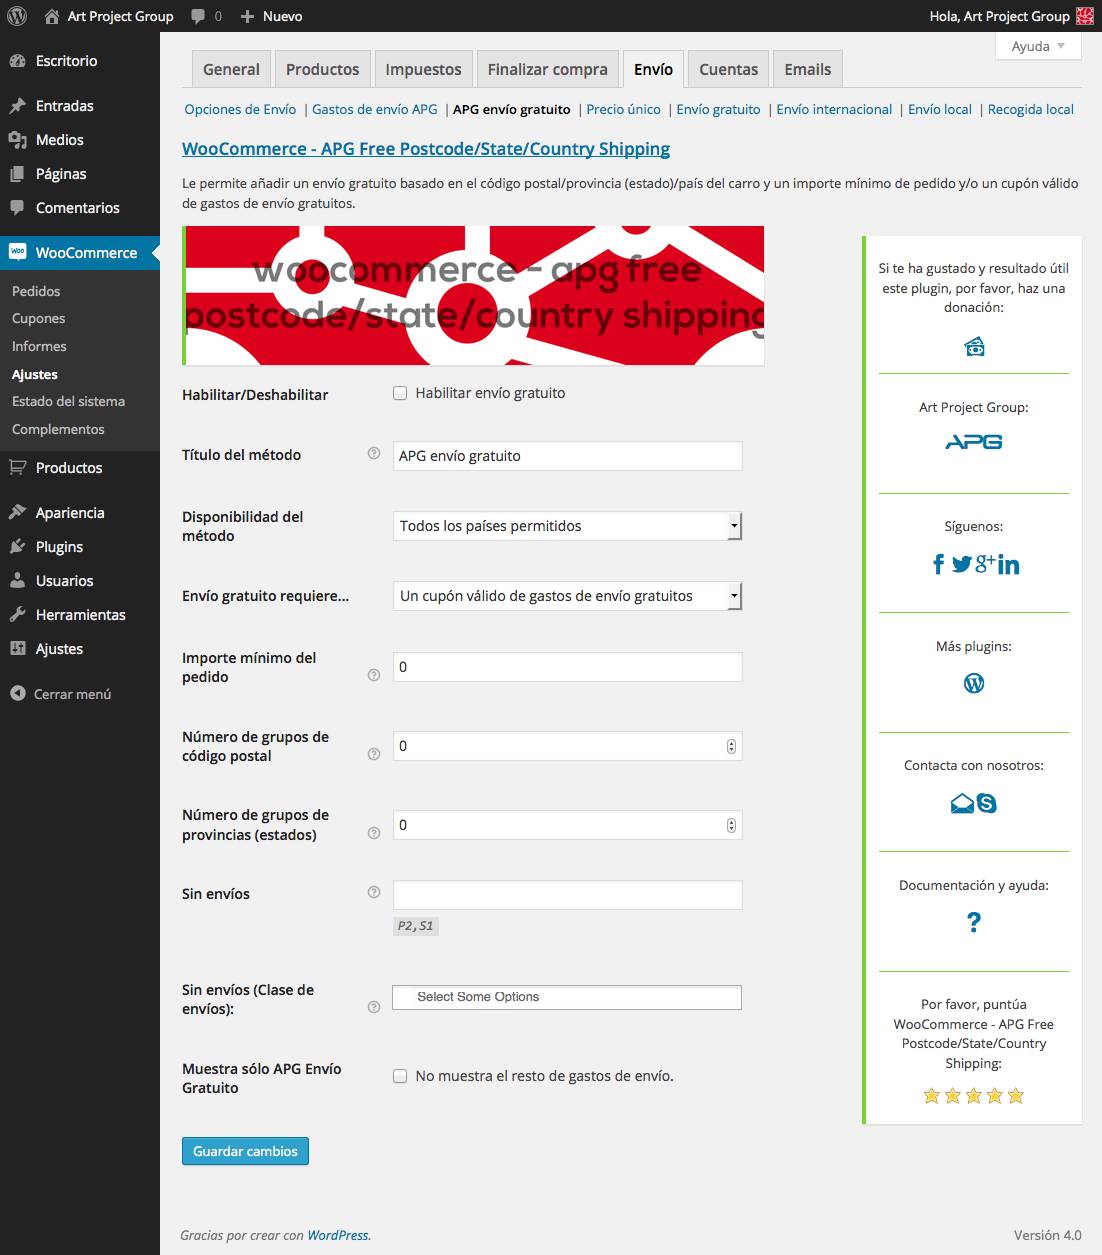 Art Project Group
0
Nuevo
Hola, Art Project Group
Ayuda
Escritorio
Entradas
Medios
Páginas
Comentarios
WooCommerce
Pedidos
Cupones
Informes
Ajustes
Estado del sistema
Complementos
Productos
Apariencia
Plugins
Usuarios
Herramientas
Ajustes
Cerrar menú
General
Productos
Impuestos
Finalizar compra
Envío
Cuentas
Emails
Opciones de Envío | Gastos de envío APG | APG envío gratuito | Precio único | Envío gratuito | Envío internacional | Envío local | Recogida local
WooCommerce - APG Free Postcode/State/Country Shipping
Le permite añadir un envío gratuito basado en el código postal/provincia (estado)/país del carro y un importe mínimo de pedido y/o un cupón válido
de gastos de envío gratuitos.
woocommerce - apg free
postcode/state/country shipping
Habilitar/Deshabilitar
Habilitar envío gratuito
Título del método
?
APG envío gratuito
Disponibilidad del
método
Todos los países permitidos
Envío gratuito requiere...
Un cupón válido de gastos de envío gratuitos
Importe mínimo del
pedido
?
0
Número de grupos de
código postal
?
0
Número de grupos de
provincias (estados)
?
0
Sin envíos
?
P2,S1
Sin envíos (Clase de
envíos):
?
Select Some Options
Muestra sólo APG Envío
Gratuito
No muestra el resto de gastos de envío.
Guardar cambios
Si te ha gustado y resultado útil
este plugin, por favor, haz una
donación:
Art Project Group:
APG
Síguenos:
Más plugins:
Contacta con nosotros:
Documentación y ayuda:
?
Por favor, puntúa
WooCommerce - APG Free
Postcode/State/Country
Shipping:
Gracias por crear con WordPress.
Versión 4.0